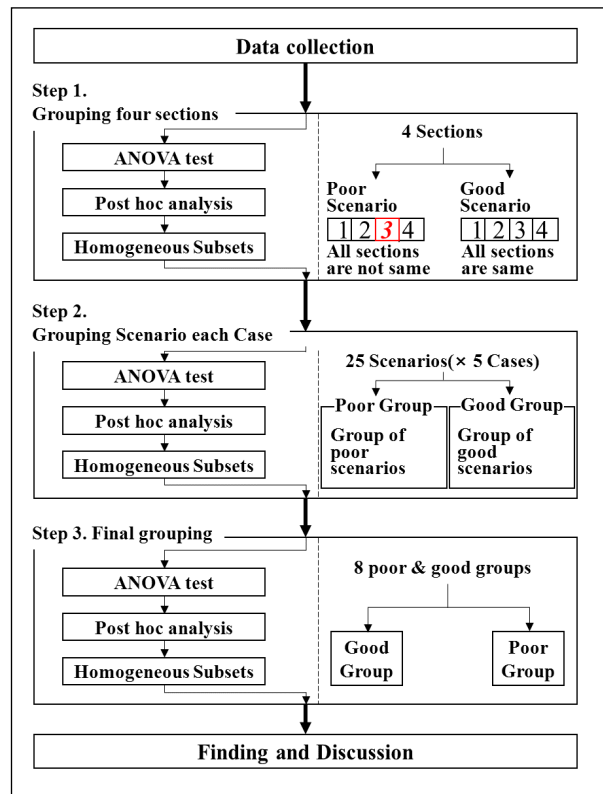 Data collection
Step 1.
Grouping four sections
ANOVA test
Post hoc analysis
Homogeneous Subsets
4 Sections
Poor
Scenario
1 2 3 4
All sections
are not same
Good
Scenario
1 2 3 4
All sections
are same
Step 2.
Grouping Scenario each Case
ANOVA test
Post hoc analysis
Homogeneous Subsets
25 Scenarios(× 5 Cases)
Poor Group
Group of
poor
scenarios
Good Group
Group of
good
scenarios
Step 3. Final grouping
ANOVA test
Post hoc analysis
Homogeneous Subsets
8 poor & good groups
Good
Group
Poor
Group
Finding and Discussion